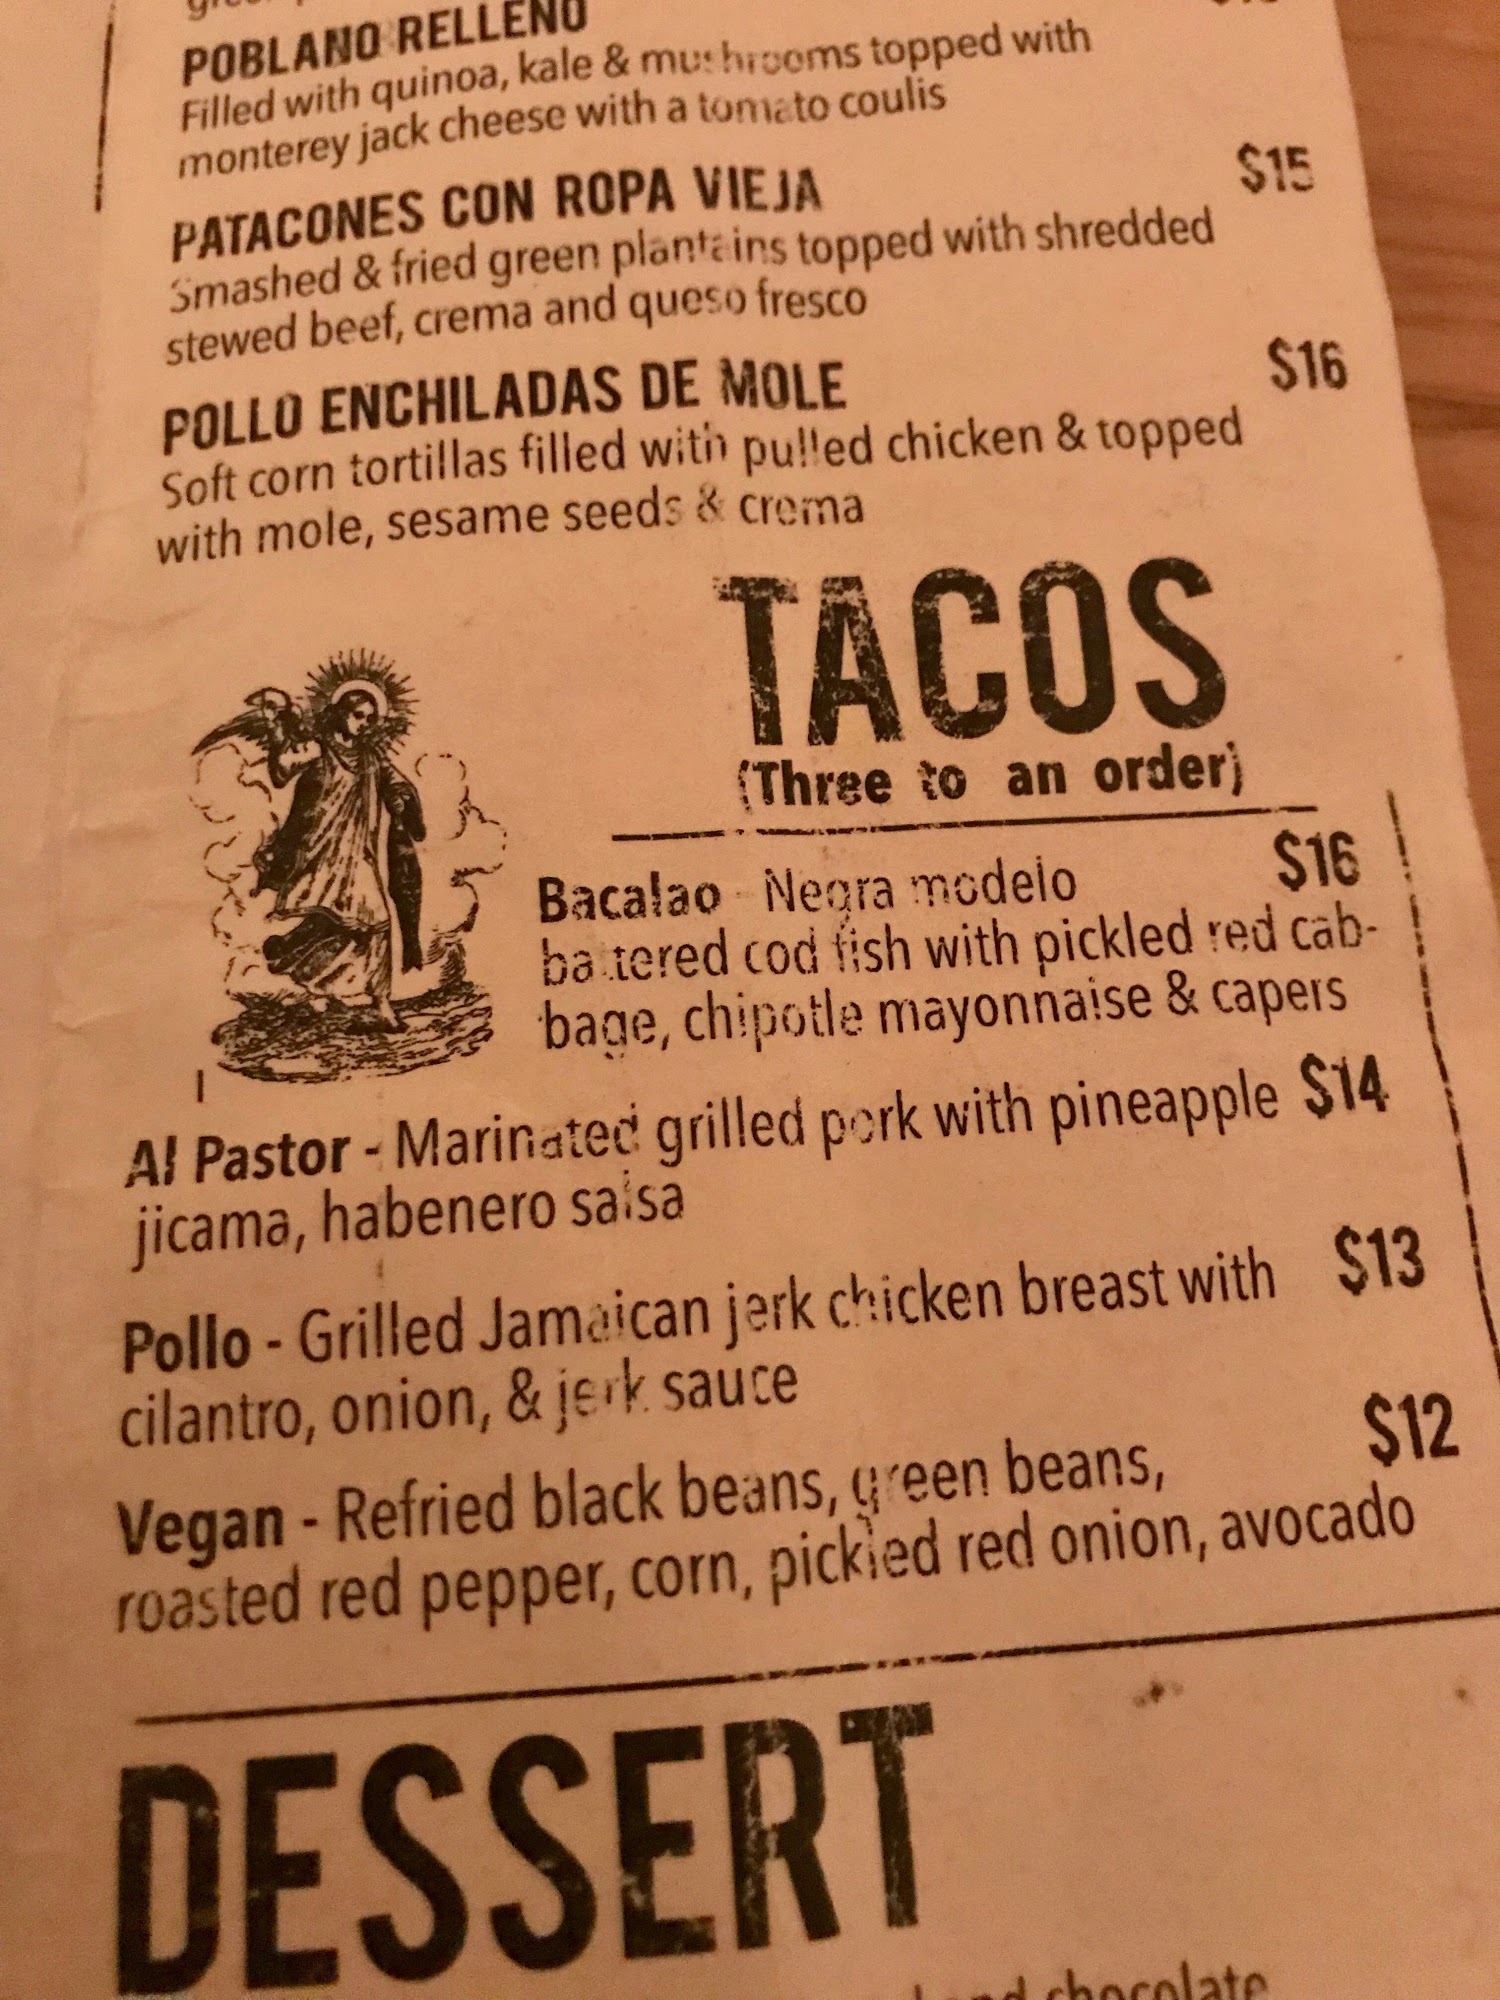 POBLANO RELLENO
Filled with quinoa, kale & mushrooms topped with
monterey jack cheese with a tomato coulis
PATACONES CON ROPA VIEJA $15
Smashed & fried green plantains topped with shredded
stewed beef, crema and queso fresco
POLLO ENCHILADAS DE MOLE $16
Soft corn tortillas filled with pulled chicken & topped
with mole, sesame seeds & crema
TACOS
(Three to an order)
Bacalao - Negra modelo $16
battered cod fish with pickled red cab-
bage, chipotle mayonnaise & capers
Al Pastor - Marinated grilled pork with pineapple $14
jicama, habenero salsa
Pollo - Grilled Jamaican jerk chicken breast with $13
cilantro, onion, & jerk sauce
Vegan - Refried black beans, green beans, $12
roasted red pepper, corn, pickled red onion, avocado
DESSERT
chocolate